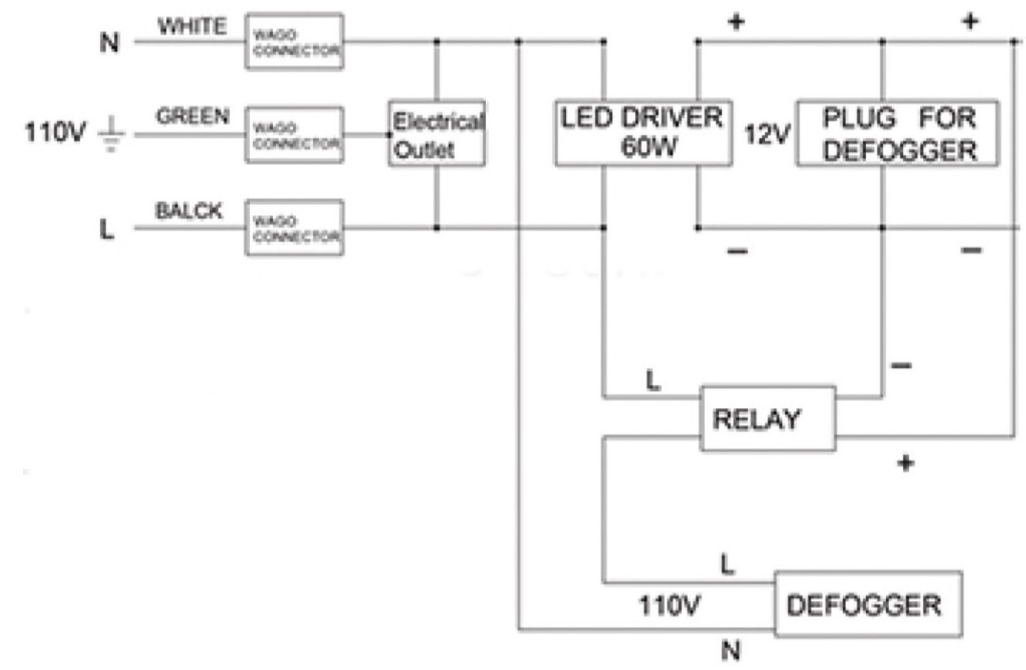 WHITE
N
WAGO
CONNECTOR
+
+
GREEN
110V
WAGO
CONNECTOR
Electrical
Outlet
LED DRIVER
60W
12V
PLUG FOR
DEFOGGER
BALCK
L
WAGO
CONNECTOR
−
−
L
−
RELAY
+
L
110V
DEFOGGER
N